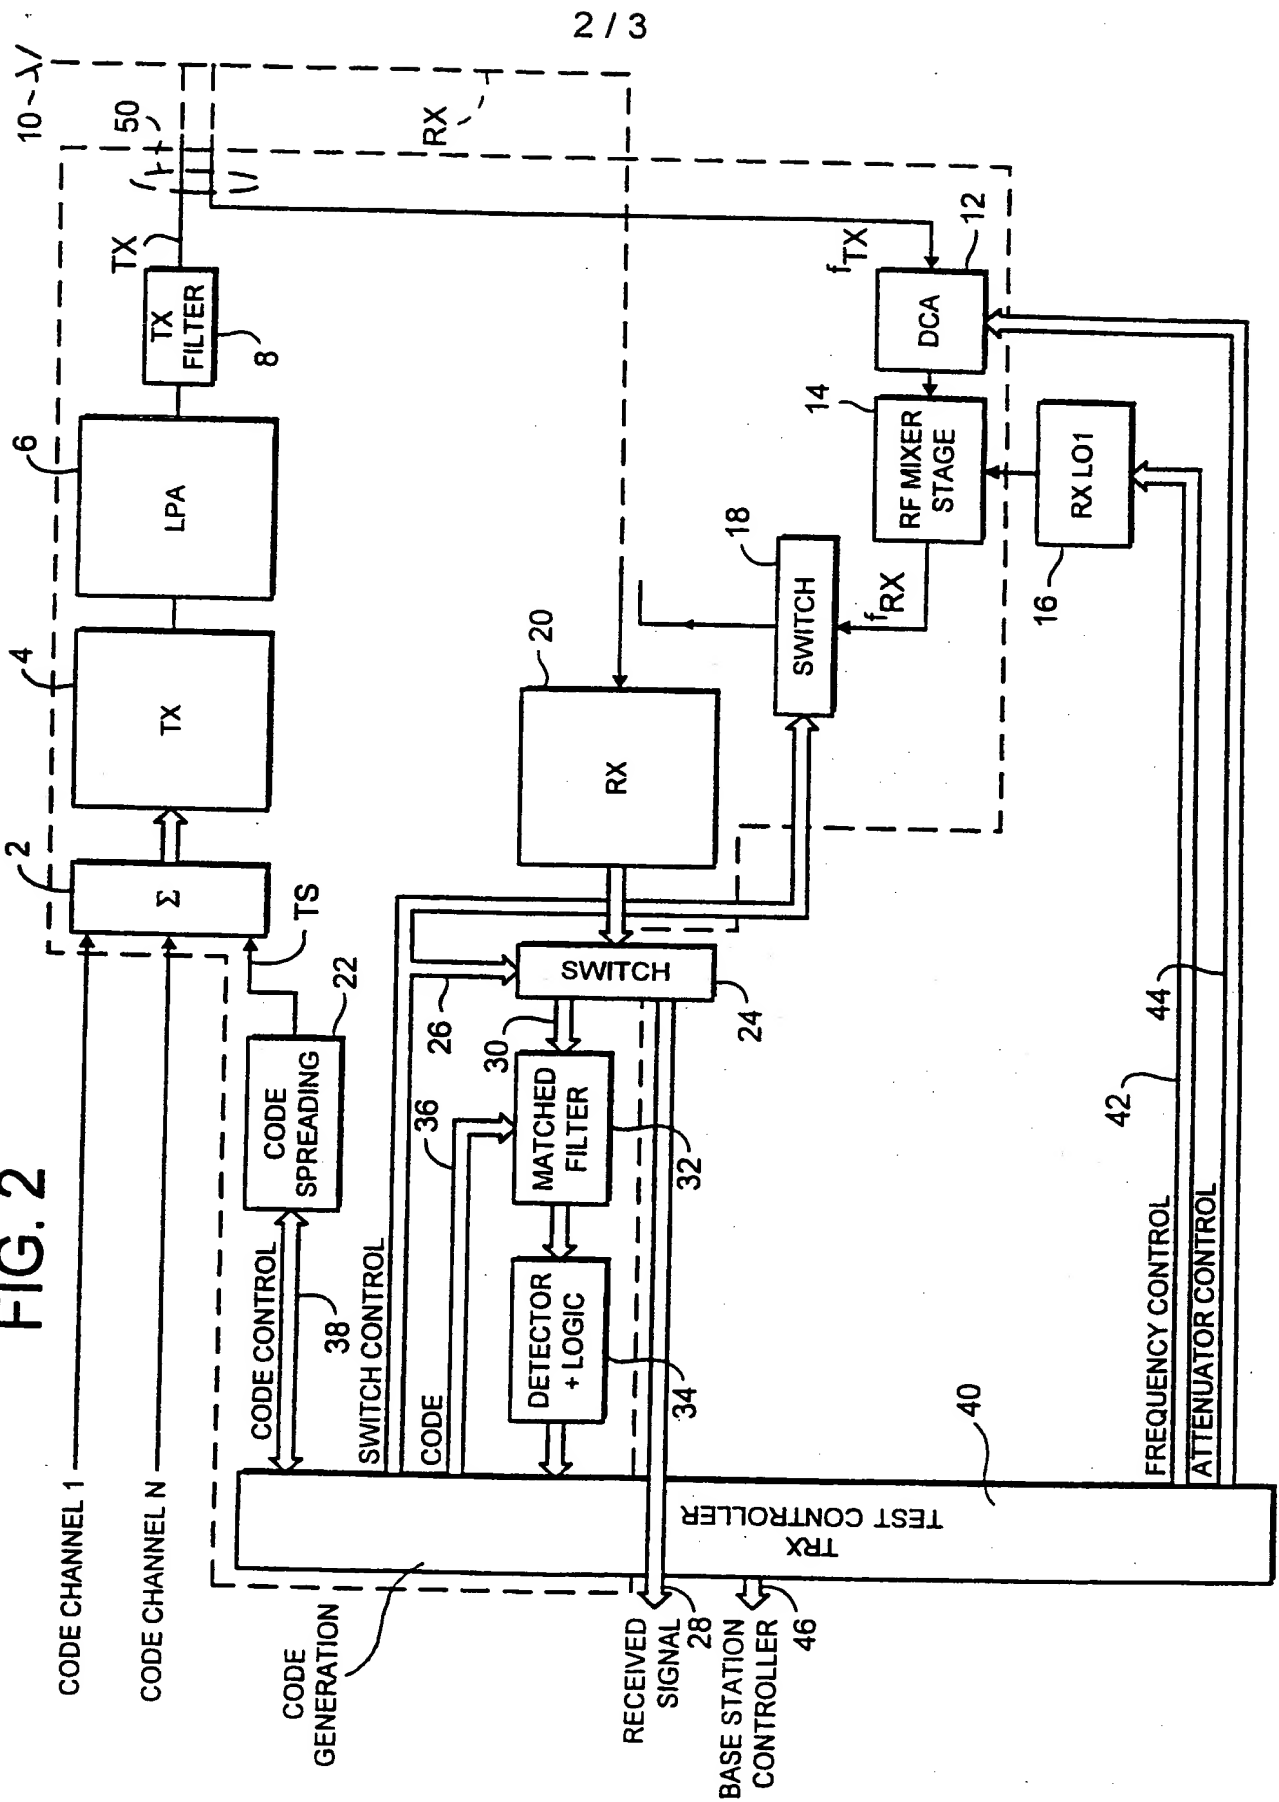 2 / 3
FIG. 2
CODE CHANNEL 1
CODE CHANNEL N
2
Σ
4
TX
6
LPA
TX
FILTER
8
TX
50
10
RX
TS
CODE
SPREADING
22
CODE CONTROL
38
CODE
GENERATION
SWITCH CONTROL
26
CODE
36
DETECTOR
+ LOGIC
34
MATCHED
FILTER
32
30
SWITCH
24
RX
20
SWITCH
18
fRX
RF MIXER
STAGE
14
DCA
12
fTX
RX LO1
16
RECEIVED
SIGNAL
28
BASE STATION
CONTROLLER
46
TRX
TEST CONTROLLER
40
FREQUENCY CONTROL
42
ATTENUATOR CONTROL
44